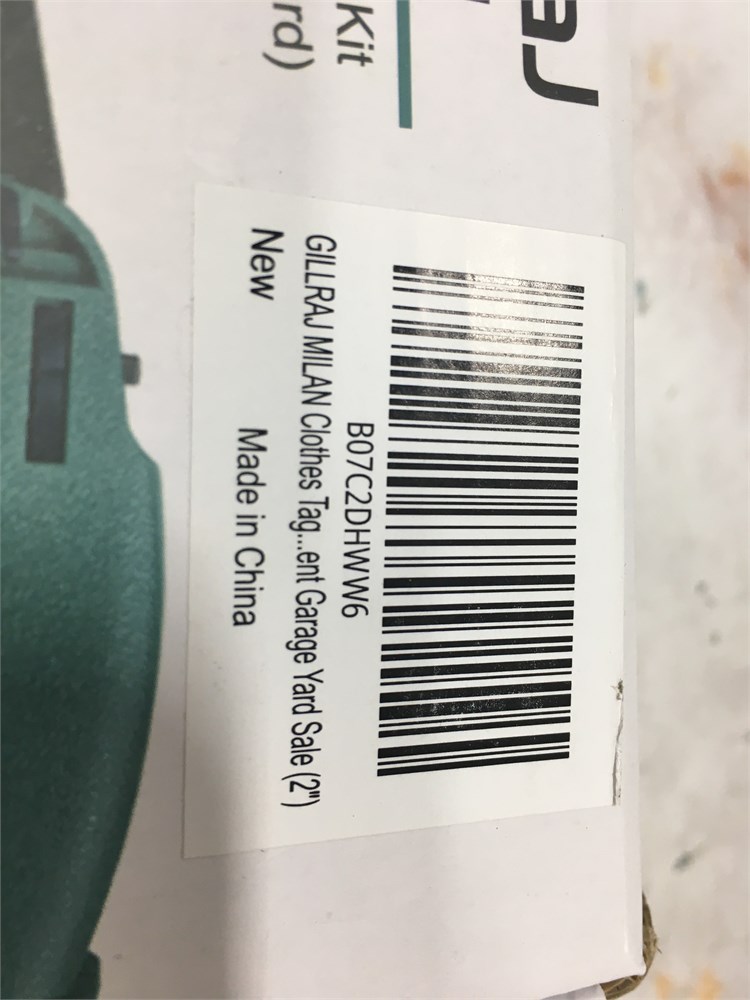 Kit
rd)
B07C2DHWW6
GILLRAJ MILAN Clothes Tag...ent Garage Yard Sale (2")
New Made in China